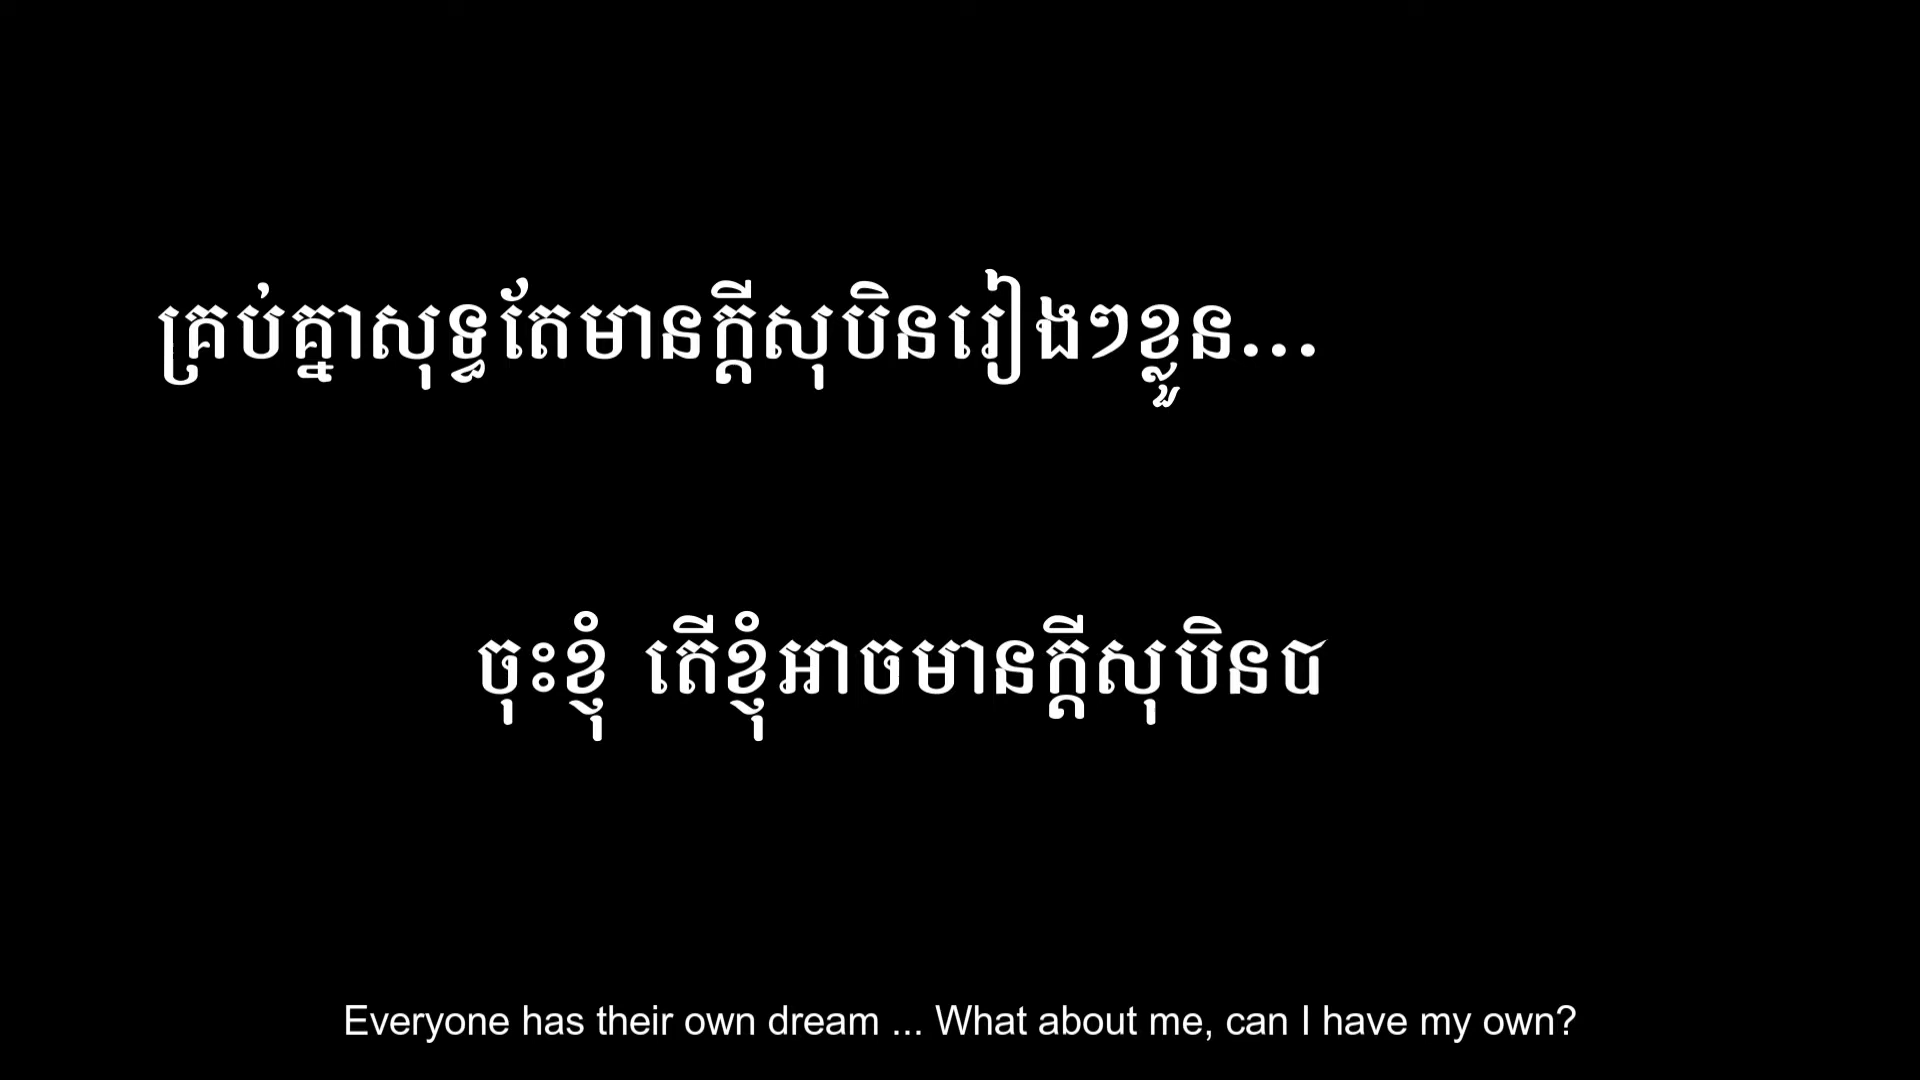 គ្រប់គ្នាសុទ្ធតែមានក្ដីសុបិនរៀងៗខ្លួន...
ចុះខ្ញុំ តើខ្ញុំអាចមានក្ដីសុបិន
Everyone has their own dream ... What about me, can I have my own?